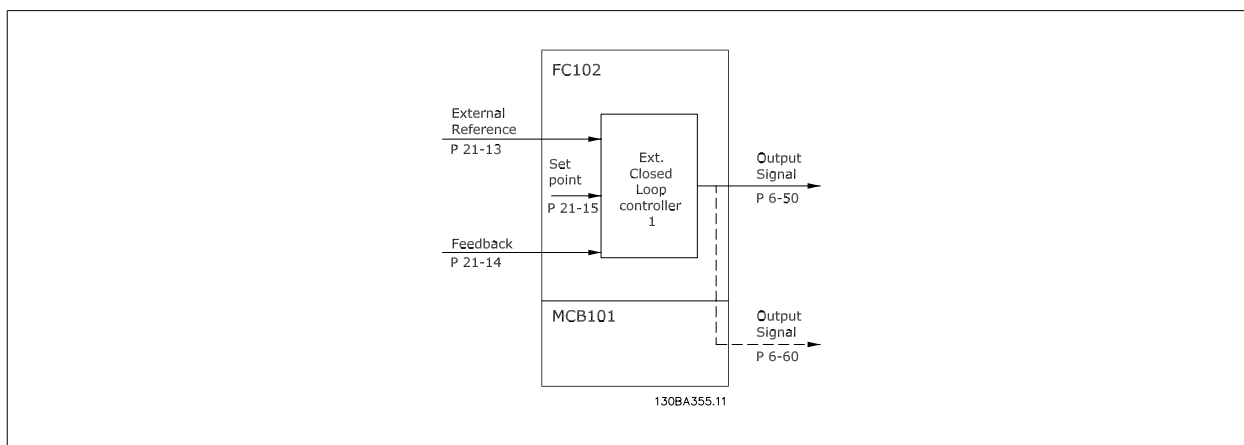 FC102
External
Reference
P 21-13
Set
point
P 21-15
Ext.
Closed
Loop
controller
1
Output
Signal
P 6-50
Feedback
P 21-14
MCB101
Output
Signal
P 6-60
130BA355.11